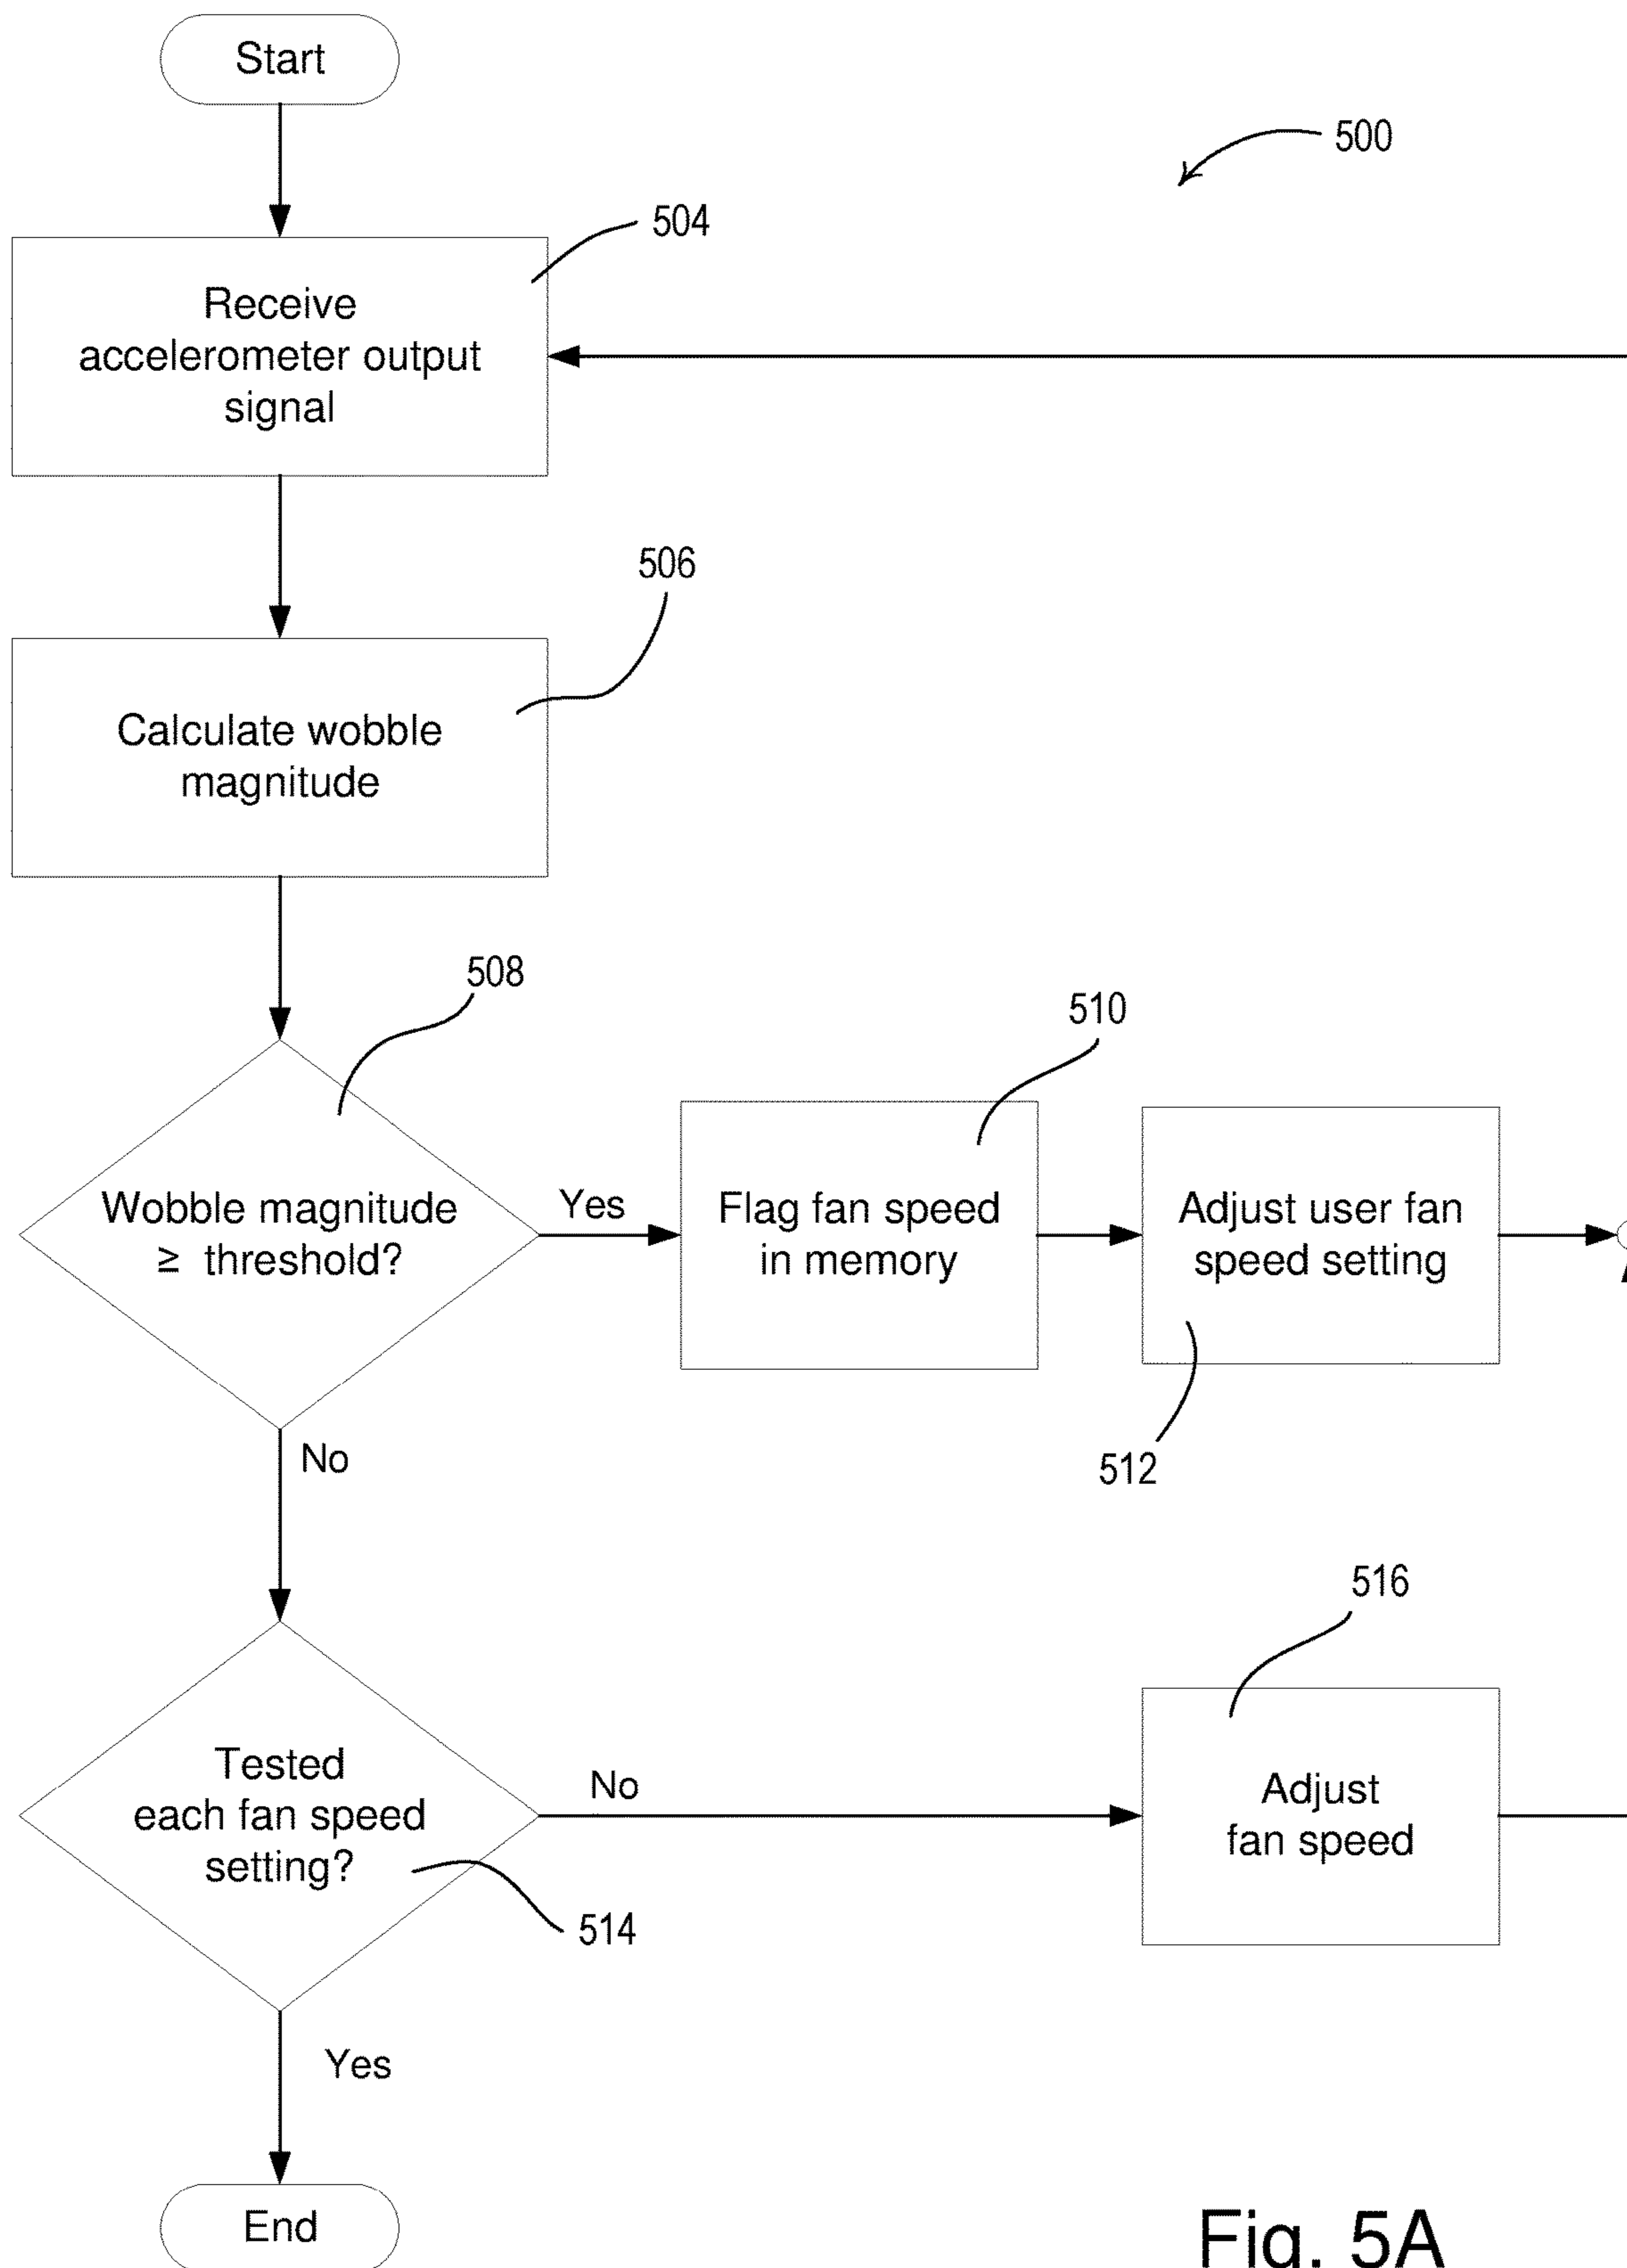 Start
500
504
Receive
accelerometer output
signal
506
Calculate wobble
magnitude
508
510
Wobble magnitude
≥ threshold?
Yes
Flag fan speed
in memory
Adjust user fan
speed setting
No
512
516
Tested
each fan speed
setting?
No
Adjust
fan speed
514
Yes
End
Fig. 5A